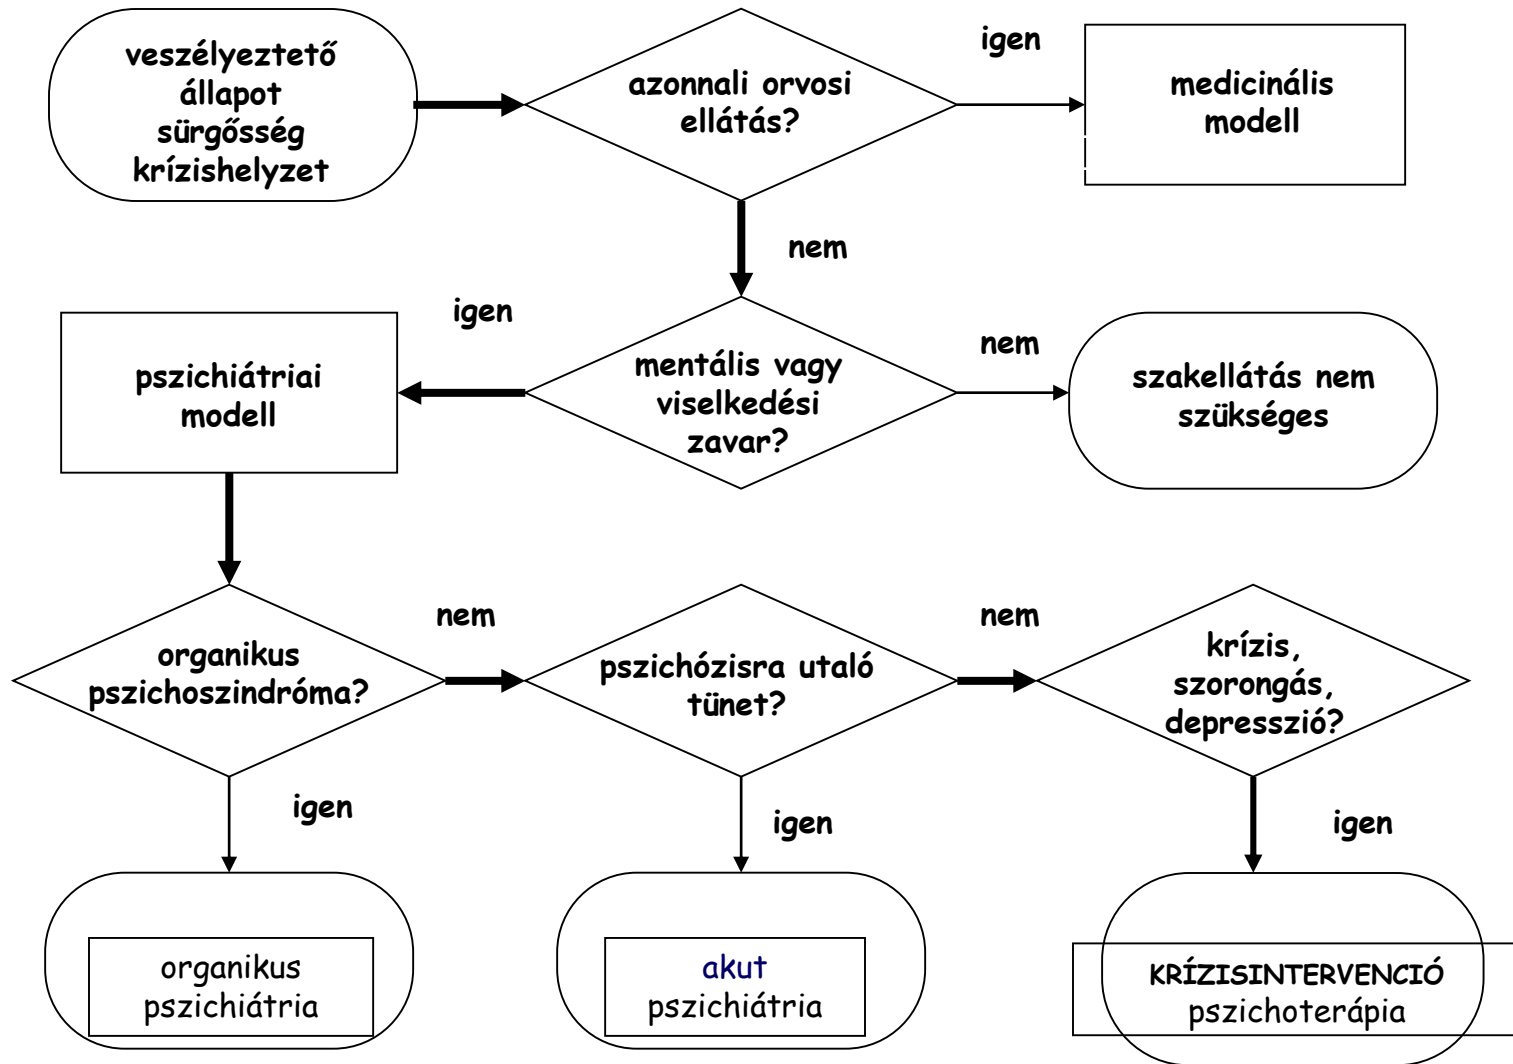 veszélyeztető
állapot
sürgősség
krízishelyzet
azonnali orvosi
ellátás?
igen
medicinális
modell
nem
igen
pszichiátriai
modell
mentális vagy
viselkedési
zavar?
nem
szakellátás nem
szükséges
organikus
pszichoszindróma?
nem
pszichózisra utaló
tünet?
nem
krízis,
szorongás,
depresszió?
igen
igen
igen
organikus
pszichiátria
akut
pszichiátria
KRÍZISINTERVENCIÓ
pszichoterápia